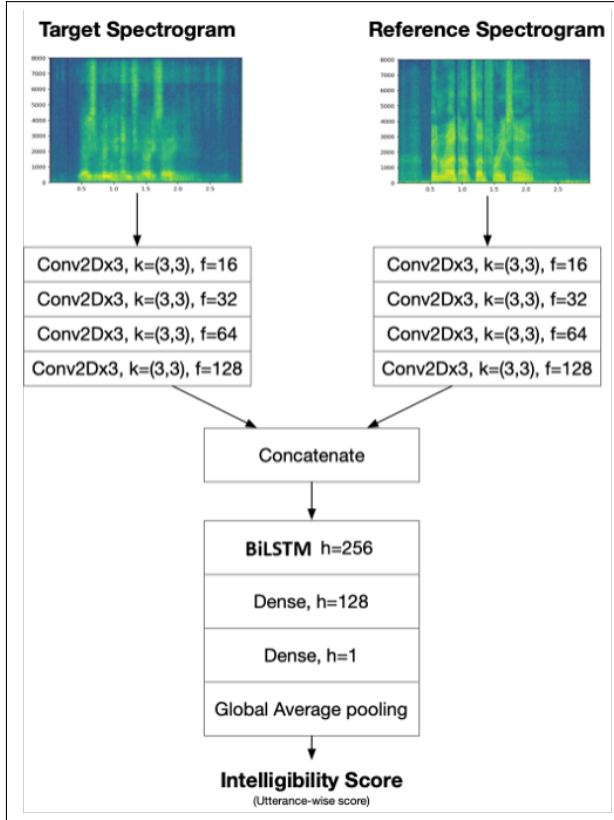 Target Spectrogram
Reference Spectrogram
8000
7000
6000
5000
4000
3000
2000
1000
0
0.5 1.0 1.5 2.0 2.5
8000
7000
6000
5000
4000
3000
2000
1000
0
0.5 1.0 1.5 2.0 2.5
Conv2Dx3, k=(3,3), f=16
Conv2Dx3, k=(3,3), f=32
Conv2Dx3, k=(3,3), f=64
Conv2Dx3, k=(3,3), f=128
Conv2Dx3, k=(3,3), f=16
Conv2Dx3, k=(3,3), f=32
Conv2Dx3, k=(3,3), f=64
Conv2Dx3, k=(3,3), f=128
Concatenate
BiLSTM h=256
Dense, h=128
Dense, h=1
Global Average pooling
Intelligibility Score
(Utterance-wise score)